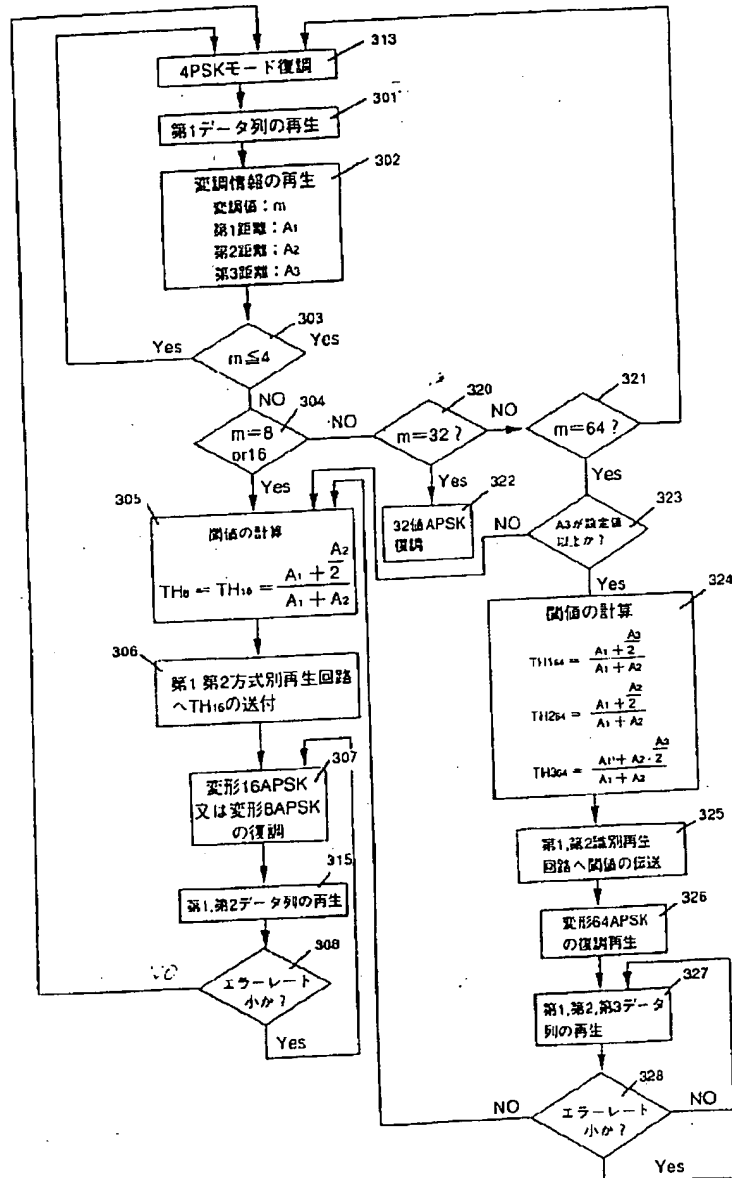 313
4PSKモード復調
301
第1データ列の再生
302
変調情報の再生
変調値：m
第1距離：A1
第2距離：A2
第3距離：A3
303
Yes
Yes
m≦4
NO
304
m=8
or16
NO
320
m=32？
NO
321
m=64？
Yes
Yes
Yes
322
32値APSK
復調
323
A3が設定値
以上か？
NO
Yes
305
閾値の計算
TH8 = TH16 = (A1 + A2/2) / (A1 + A2)
324
閾値の計算
TH164 = (A1 + A3/2) / (A1 + A2)
TH264 = (A1 + A2/2) / (A1 + A2)
TH364 = (A1 + A2 · A3/2) / (A1 + A2)
306
第1 第2方式別再生回路
へTH16の送付
307
変形16APSK
又は変形8APSK
の復調
325
第1,第2識別再生
回路へ閾値の伝送
315
第1,第2データ列の再生
326
変形64APSK
の復調再生
308
エラーレート
小か？
NO
Yes
327
第1,第2,第3データ
列の再生
328
エラーレート
小か？
NO
NO
Yes